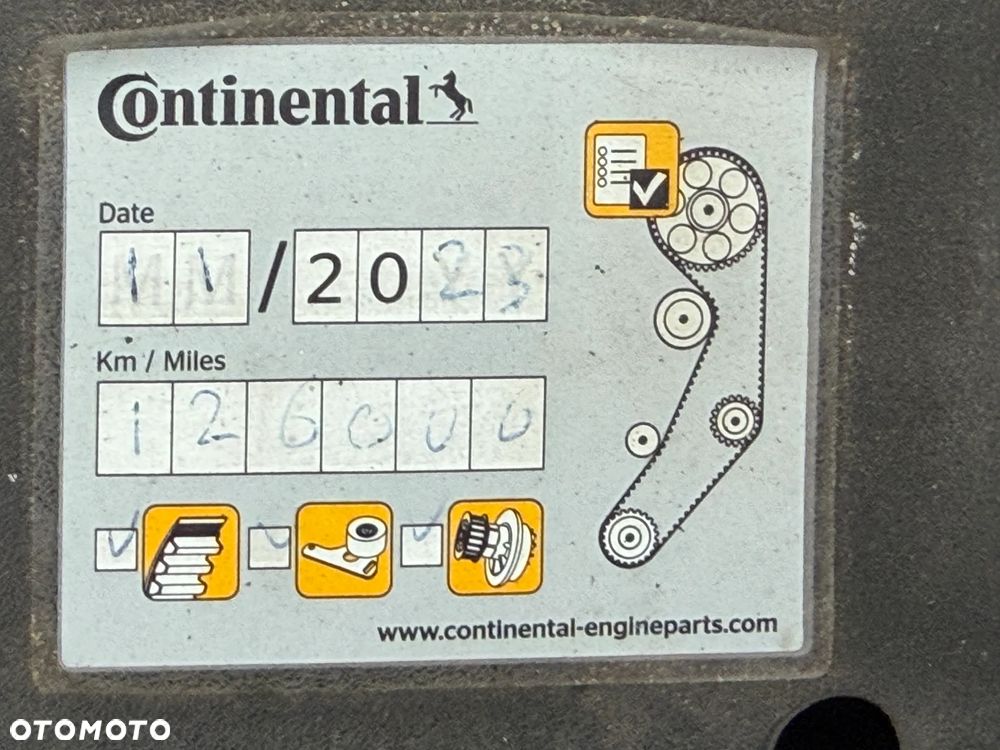 Continental
Date
11/2023
Km / Miles
126000
www.continental-engineparts.com
OTOMOTO